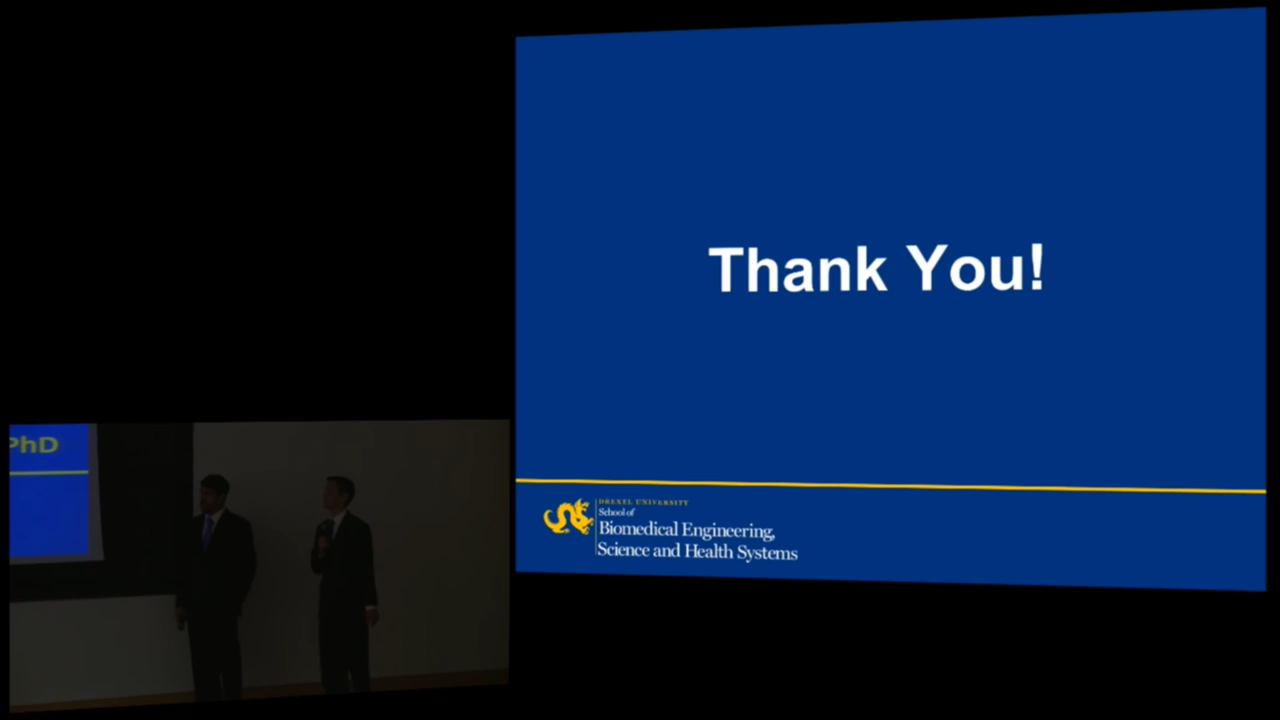 Thank You!
DREXEL UNIVERSITY
School of
Biomedical Engineering,
Science and Health Systems
PhD